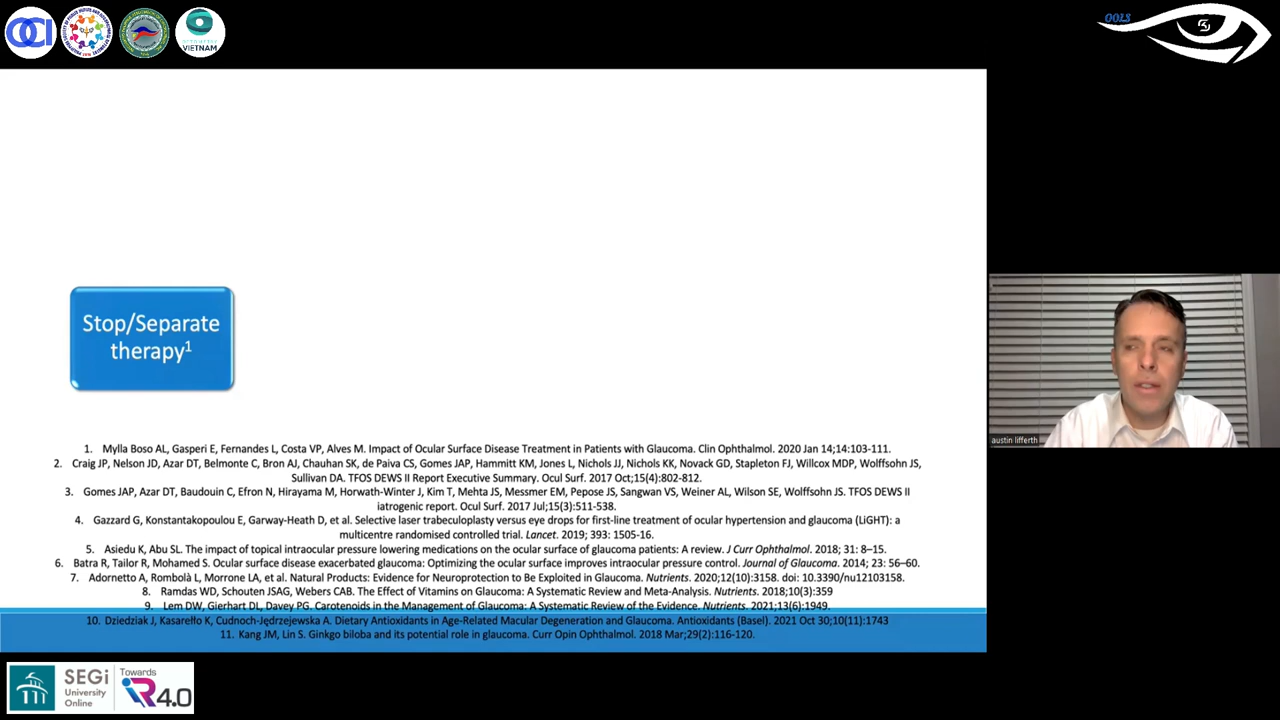 OCI
VIETNAM
OOLS
Stop/Separate
therapy1
austin lifferth
1. Mylla Boso AL, Gasperi E, Fernandes L, Costa VP, Alves M. Impact of Ocular Surface Disease Treatment in Patients with Glaucoma. Clin Ophthalmol. 2020 Jan 14;14:103-111.
2. Craig JP, Nelson JD, Azar DT, Belmonte C, Bron AJ, Chauhan SK, de Paiva CS, Gomes JAP, Hammitt KM, Jones L, Nichols JJ, Nichols KK, Novack GD, Stapleton FJ, Willcox MDP, Wolffsohn JS,
Sullivan DA. TFOS DEWS II Report Executive Summary. Ocul Surf. 2017 Oct;15(4):802-812.
3. Gomes JAP, Azar DT, Baudouin C, Efron N, Hirayama M, Horwath-Winter J, Kim T, Mehta JS, Messmer EM, Pepose JS, Sangwan VS, Weiner AL, Wilson SE, Wolffsohn JS. TFOS DEWS II
iatrogenic report. Ocul Surf. 2017 Jul;15(3):511-538.
4. Gazzard G, Konstantakopoulou E, Garway-Heath D, et al. Selective laser trabeculoplasty versus eye drops for first-line treatment of ocular hypertension and glaucoma (LiGHT): a
multicentre randomised controlled trial. Lancet. 2019; 393: 1505-16.
5. Asiedu K, Abu SL. The impact of topical intraocular pressure lowering medications on the ocular surface of glaucoma patients: A review. J Curr Ophthalmol. 2018; 31: 8–15.
6. Batra R, Tailor R, Mohamed S. Ocular surface disease exacerbated glaucoma: Optimizing the ocular surface improves intraocular pressure control. Journal of Glaucoma. 2014; 23: 56–60.
7. Adornetto A, Rombolà L, Morrone LA, et al. Natural Products: Evidence for Neuroprotection to Be Exploited in Glaucoma. Nutrients. 2020;12(10):3158. doi: 10.3390/nu12103158.
8. Ramdas WD, Schouten JSAG, Webers CAB. The Effect of Vitamins on Glaucoma: A Systematic Review and Meta-Analysis. Nutrients. 2018;10(3):359
9. Lem DW, Gierhart DL, Davey PG. Carotenoids in the Management of Glaucoma: A Systematic Review of the Evidence. Nutrients. 2021;13(6):1949.
10. Dziedziak J, Kasarełło K, Cudnoch-Jędrzejewska A. Dietary Antioxidants in Age-Related Macular Degeneration and Glaucoma. Antioxidants (Basel). 2021 Oct 30;10(11):1743
11. Kang JM, Lin S. Ginkgo biloba and its potential role in glaucoma. Curr Opin Ophthalmol. 2018 Mar;29(2):116-120.
SEGi
University
Online
Towards
iR4.0